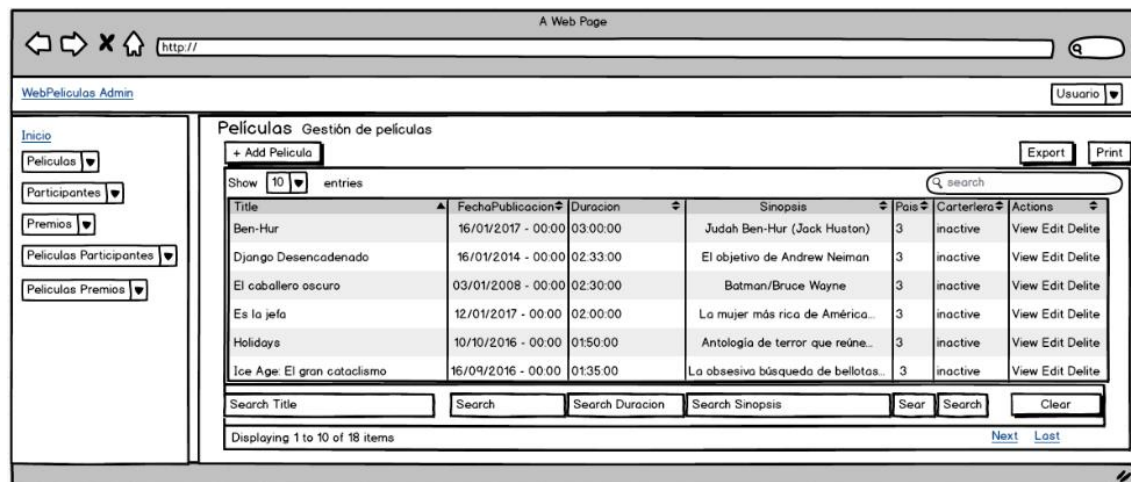 A Web Page
http://
WebPeliculas Admin
Usuario
Inicio
Peliculas
Participantes
Premios
Peliculas Participantes
Peliculas Premios
Películas Gestión de películas
+ Add Pelicula
Export Print
Show 10 entries
search
Title FechaPublicacion Duracion Sinopsis Pais Carterlera Actions
Ben-Hur 16/01/2017 - 00:00 03:00:00 Judah Ben-Hur (Jack Huston) 3 inactive View Edit Delite
Django Desencadenado 16/01/2014 - 00:00 02:33:00 El objetivo de Andrew Neiman 3 inactive View Edit Delite
El caballero oscuro 03/01/2008 - 00:00 02:30:00 Batman/Bruce Wayne 3 inactive View Edit Delite
Es la jefa 12/01/2017 - 00:00 02:00:00 La mujer más rica de América... 3 inactive View Edit Delite
Holidays 10/10/2016 - 00:00 01:50:00 Antología de terror que reúne... 3 inactive View Edit Delite
Ice Age: El gran cataclismo 16/09/2016 - 00:00 01:35:00 La obsesiva búsqueda de bellotas... 3 inactive View Edit Delite
Search Title Search Search Duracion Search Sinopsis Sear Search Clear
Displaying 1 to 10 of 18 items
Next Last